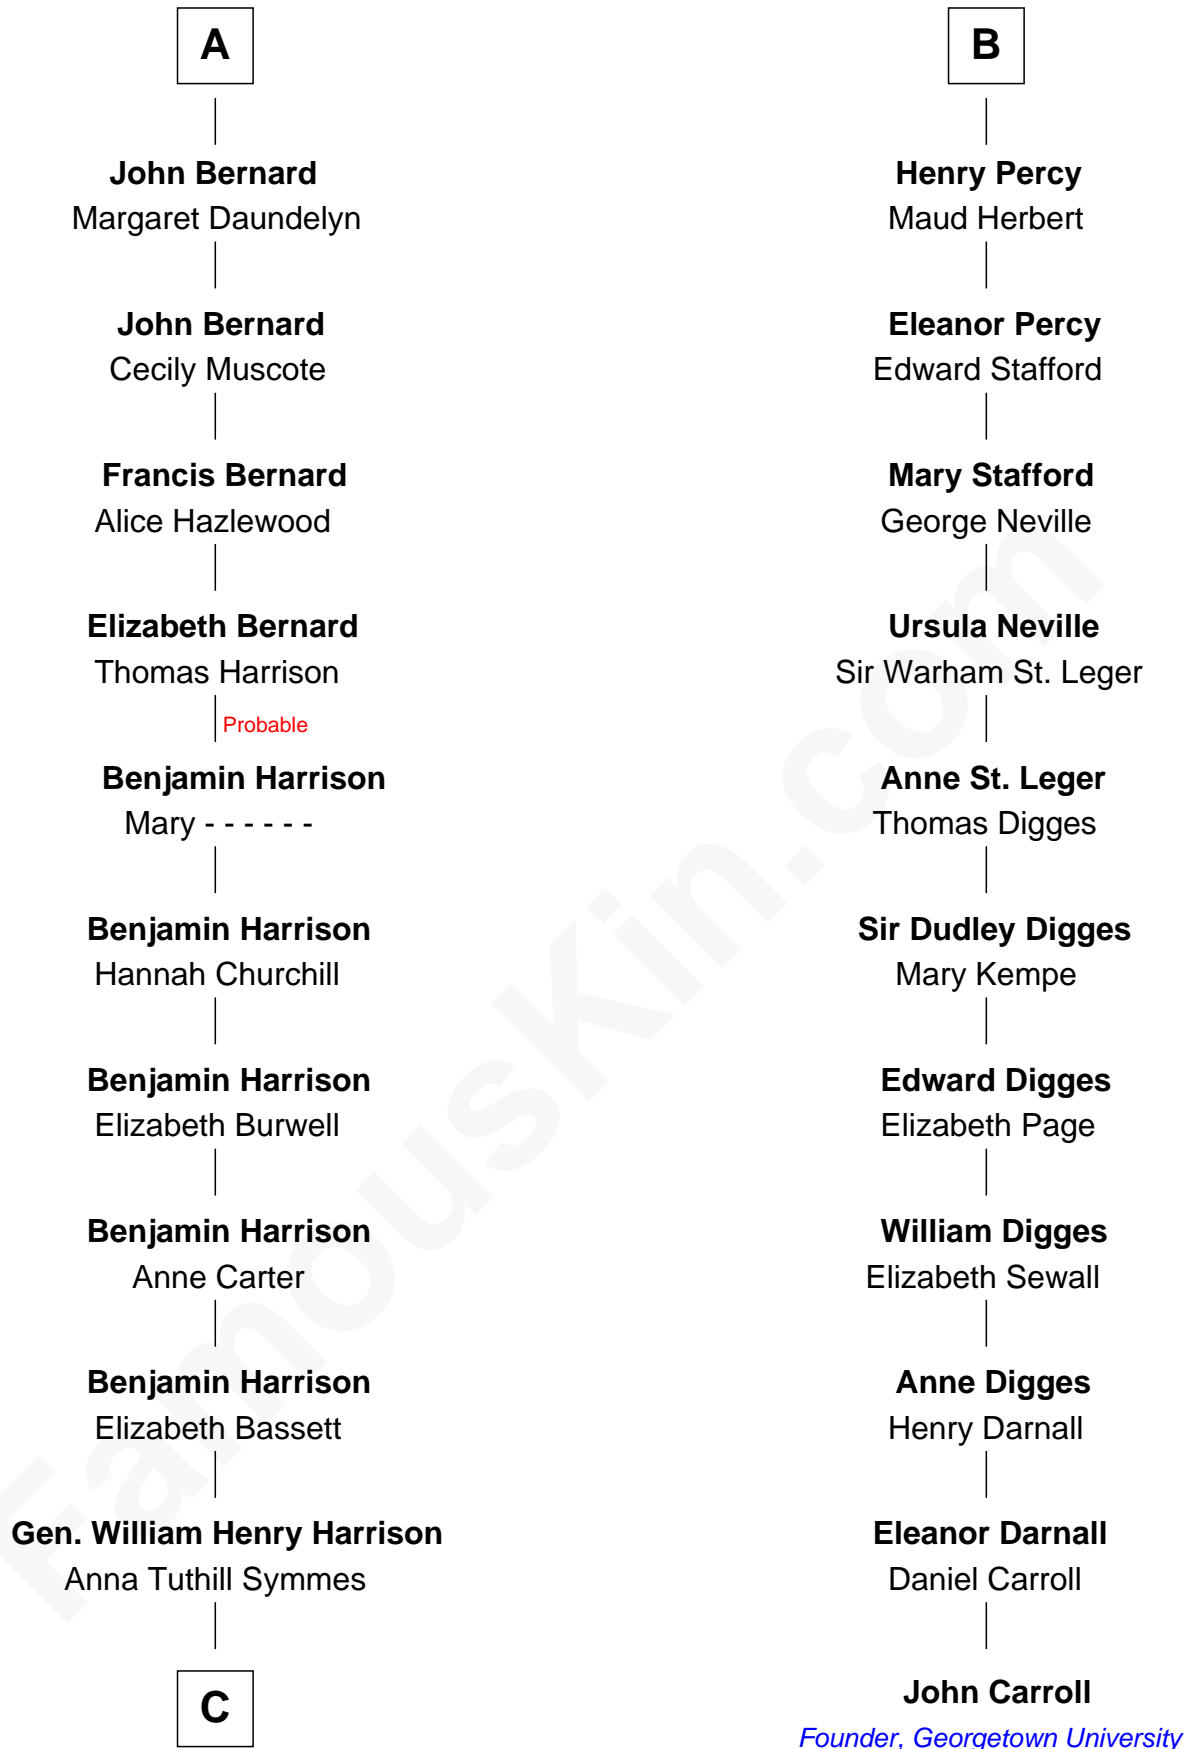 A
John Bernard
Margaret Daundelyn
John Bernard
Cecily Muscote
Francis Bernard
Alice Hazlewood
Elizabeth Bernard
Thomas Harrison
Probable
Benjamin Harrison
Mary - - - - - -
Benjamin Harrison
Hannah Churchill
Benjamin Harrison
Elizabeth Burwell
Benjamin Harrison
Anne Carter
Benjamin Harrison
Elizabeth Bassett
Gen. William Henry Harrison
Anna Tuthill Symmes
C
B
Henry Percy
Maud Herbert
Eleanor Percy
Edward Stafford
Mary Stafford
George Neville
Ursula Neville
Sir Warham St. Leger
Anne St. Leger
Thomas Digges
Sir Dudley Digges
Mary Kempe
Edward Digges
Elizabeth Page
William Digges
Elizabeth Sewall
Anne Digges
Henry Darnall
Eleanor Darnall
Daniel Carroll
John Carroll
Founder, Georgetown University
FamousKin.com